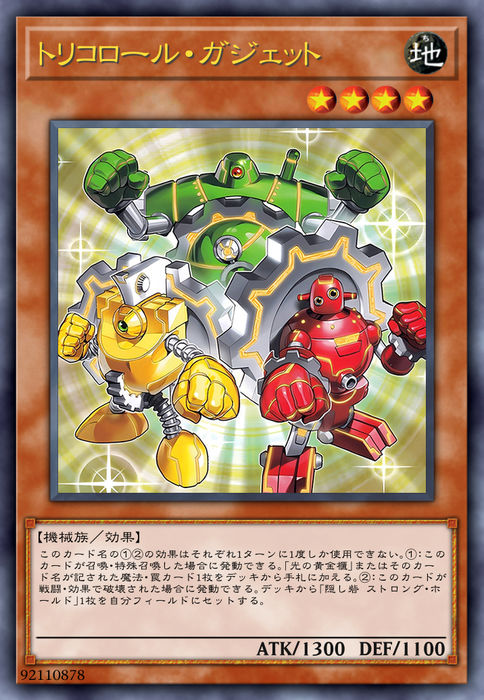 トリコロール・ガジェット
ち
地
【機械族／効果】
このカード名の①②の効果はそれぞれ1ターンに1度しか使用できない。①：この
カードが召喚・特殊召喚した場合に発動できる。「光の黄金櫃」またはそのカー
ド名が記された魔法・罠カード1枚をデッキから手札に加える。②：このカードが
戦闘・効果で破壊された場合に発動できる。デッキから「隠し砦 ストロング・ホ
ールド」1枚を自分フィールドにセットする。
ATK/1300 DEF/1100
92110878